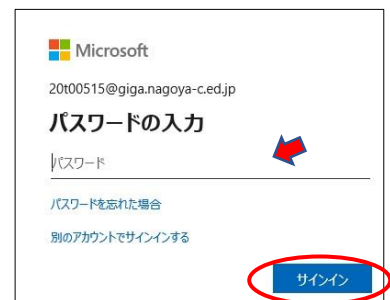 Microsoft
20t00515@giga.nagoya-c.ed.jp
パスワードの入力
パスワード
パスワードを忘れた場合
別のアカウントでサインインする
サインイン